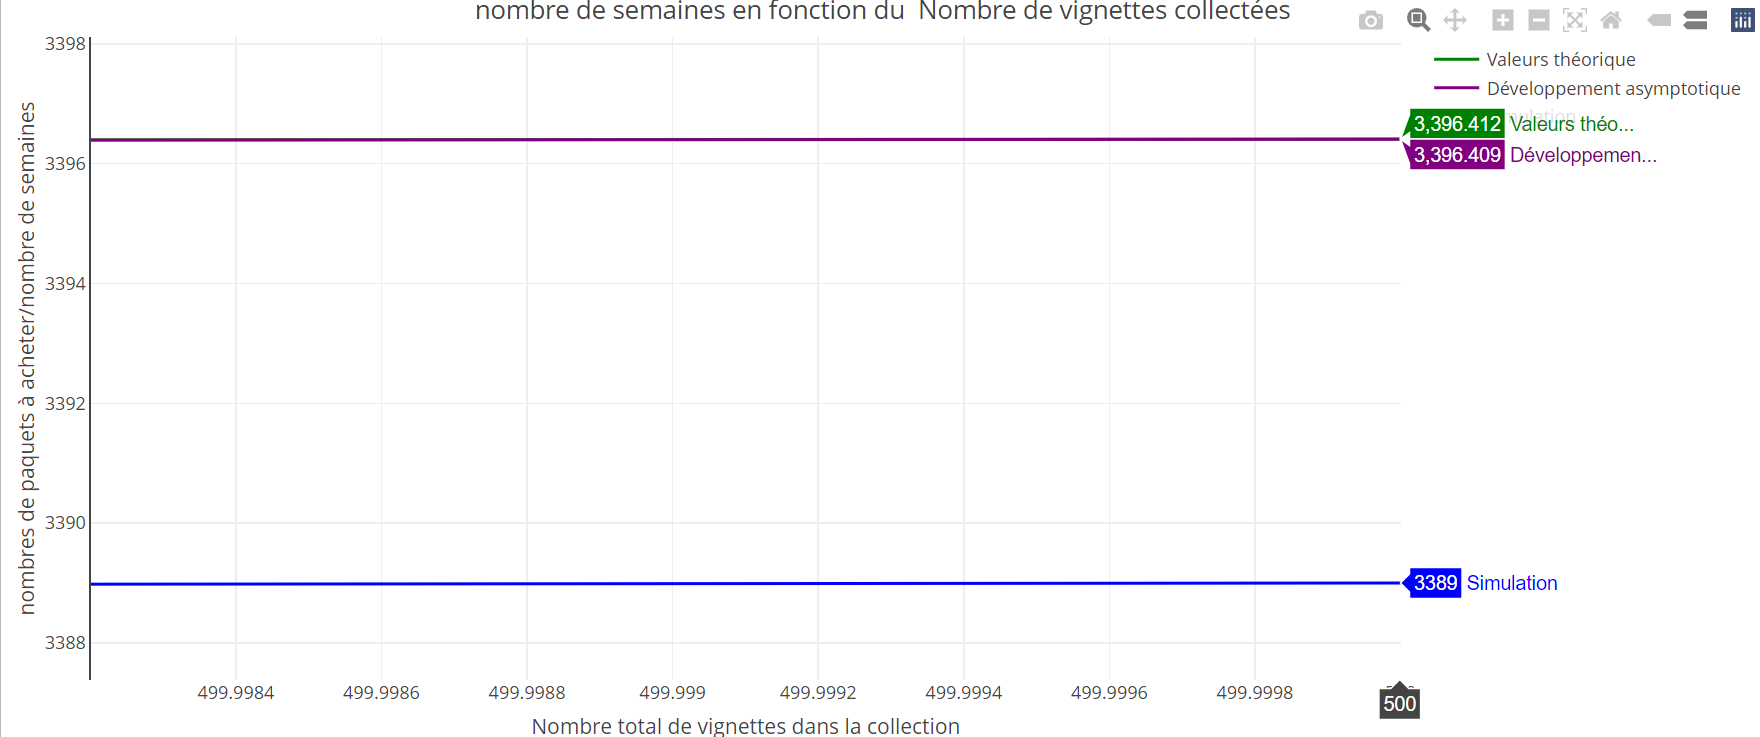 nombre de semaines en fonction du  Nombre de vignettes collectées
Valeurs théorique
Développement asymptotique
3,396.412 Valeurs théo...
3,396.409 Développemen...
3389 Simulation
nombres de paquets à acheter/nombre de semaines
3398
3396
3394
3392
3390
3388
499.9984
499.9986
499.9988
499.999
499.9992
499.9994
499.9996
499.9998
500
Nombre total de vignettes dans la collection